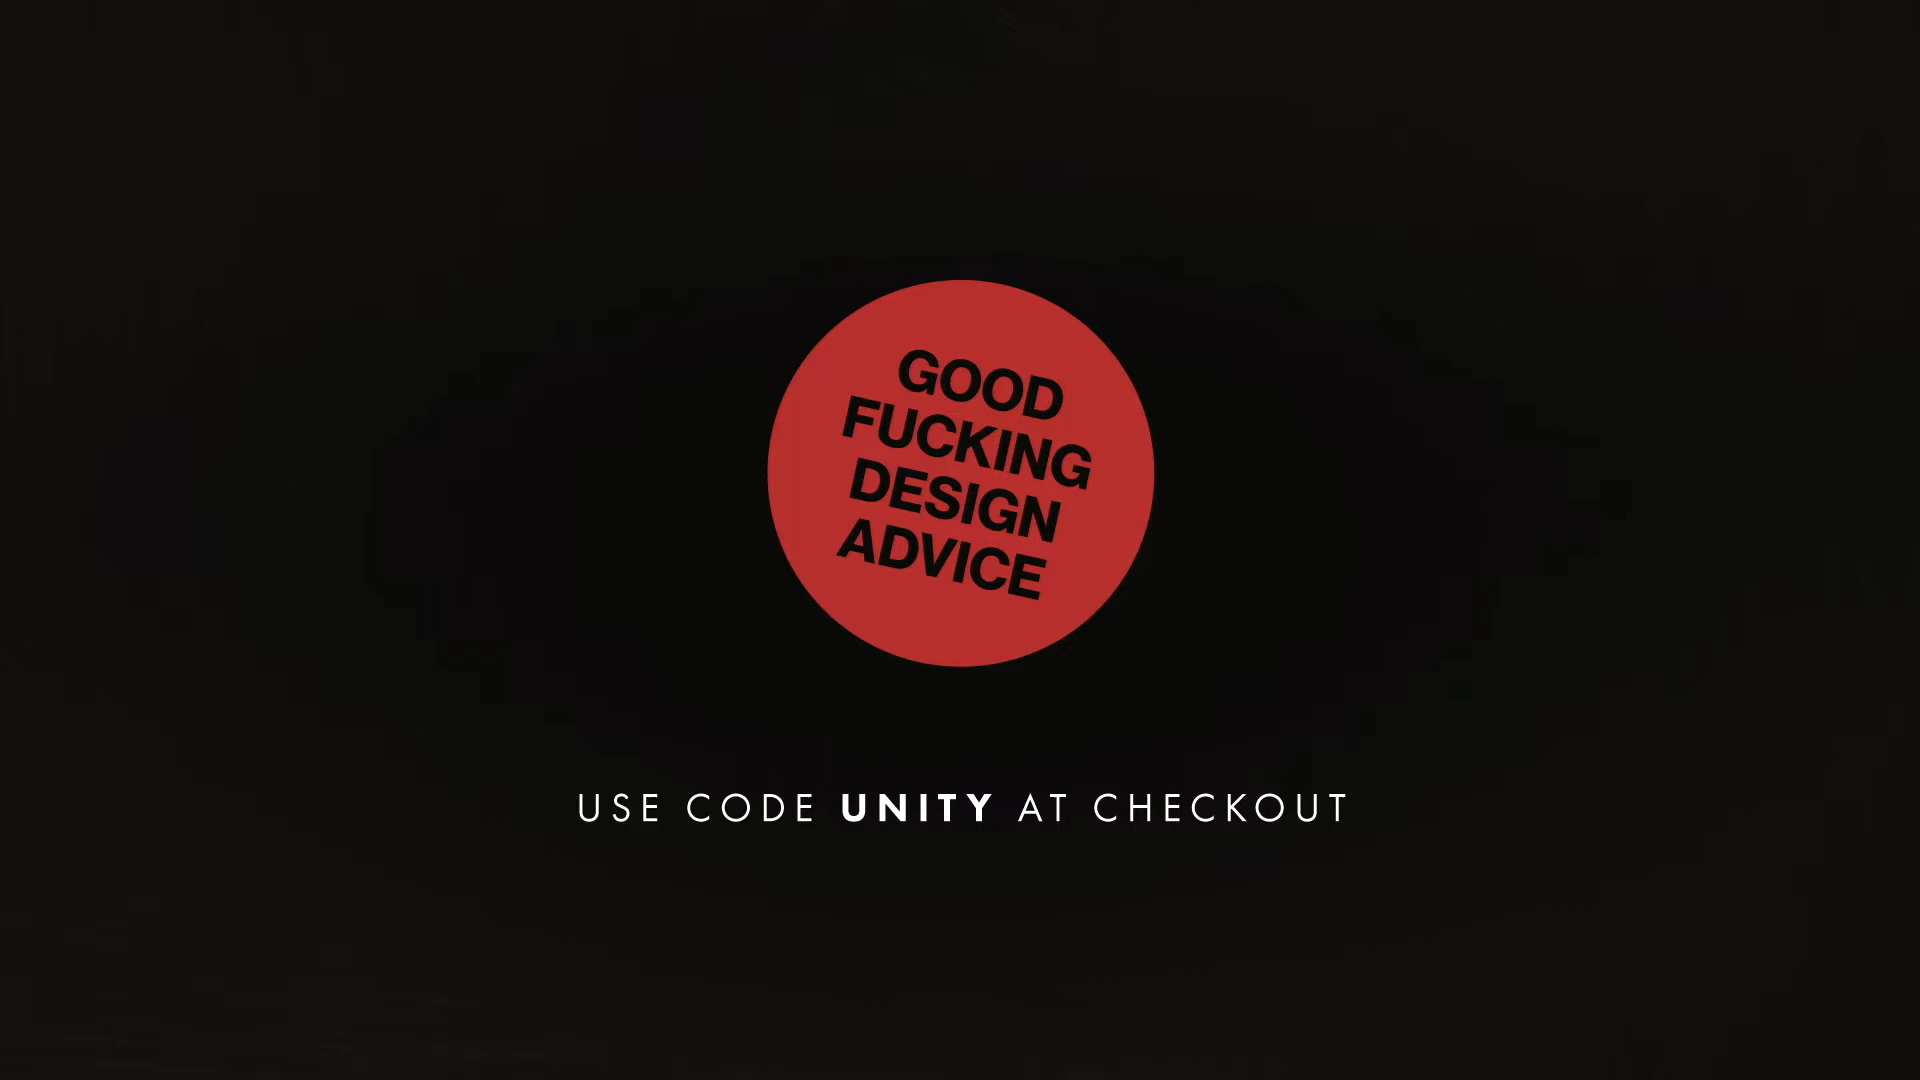 GOOD
FUCKING
DESIGN
ADVICE
USE CODE UNITY AT CHECKOUT